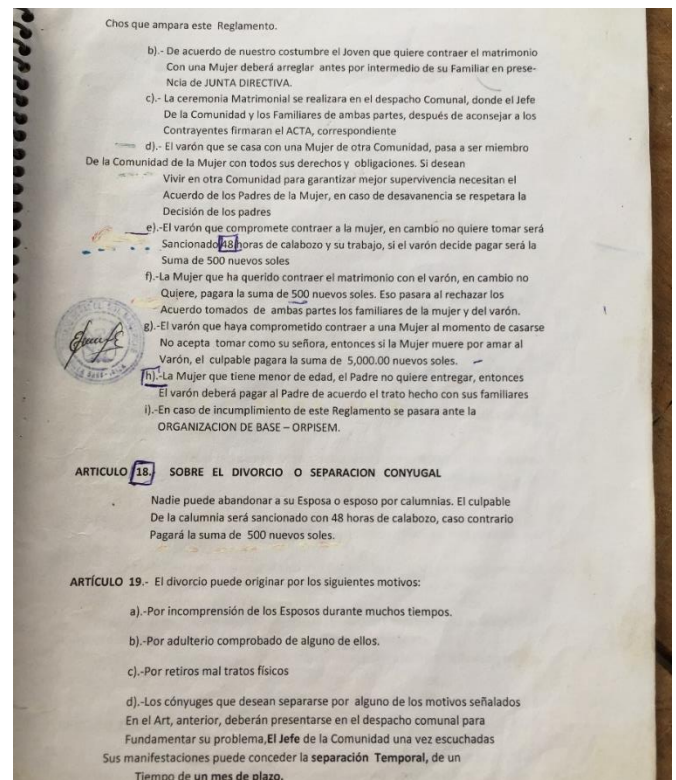 Chos que ampara este Reglamento.
b).- De acuerdo de nuestro costumbre el Joven que quiere contraer el matrimonio
Con una Mujer deberá arreglar antes por intermedio de su Familiar en prese-
Ncia de JUNTA DIRECTIVA.
c).- La ceremonia Matrimonial se realizara en el despacho Comunal, donde el Jefe
De la Comunidad y los Familiares de ambas partes, después de aconsejar a los
Contrayentes firmaran el ACTA, correspondiente
d).- El varón que se casa con una Mujer de otra Comunidad, pasa a ser miembro
De la Comunidad de la Mujer con todos sus derechos y obligaciones. Si desean
Vivir en otra Comunidad para garantizar mejor supervivencia necesitan el
Acuerdo de los Padres de la Mujer, en caso de desavanencia se respetara la
Decisión de los padres
e).-El varón que compromete contraer a la mujer, en cambio no quiere tomar será
Sancionado 48 horas de calabozo y su trabajo, si el varón decide pagar será la
Suma de 500 nuevos soles
f).-La Mujer que ha querido contraer el matrimonio con el varón, en cambio no
Quiere, pagara la suma de 500 nuevos soles. Eso pasara al rechazar los
Acuerdo tomados de ambas partes los familiares de la mujer y del varón.
g).-El varón que haya comprometido contraer a una Mujer al momento de casarse
No acepta tomar como su señora, entonces si la Mujer muere por amar al
Varón, el culpable pagara la suma de 5,000.00 nuevos soles.
h).-La Mujer que tiene menor de edad, el Padre no quiere entregar, entonces
El varón deberá pagar al Padre de acuerdo el trato hecho con sus familiares
i).-En caso de incumplimiento de este Reglamento se pasara ante la
ORGANIZACION DE BASE – ORPISEM.
ARTICULO 18. SOBRE EL DIVORCIO O SEPARACION CONYUGAL
Nadie puede abandonar a su Esposa o esposo por calumnias. El culpable
De la calumnia será sancionado con 48 horas de calabozo, caso contrario
Pagará la suma de 500 nuevos soles.
ARTÍCULO 19.- El divorcio puede originar por los siguientes motivos:
a).-Por incomprensión de los Esposos durante muchos tiempos.
b).-Por adulterio comprobado de alguno de ellos.
c).-Por retiros mal tratos físicos
d).-Los cónyuges que desean separarse por alguno de los motivos señalados
En el Art, anterior, deberán presentarse en el despacho comunal para
Fundamentar su problema,El Jefe de la Comunidad una vez escuchadas
Sus manifestaciones puede conceder la separación Temporal, de un
Tiempo de un mes de plazo.